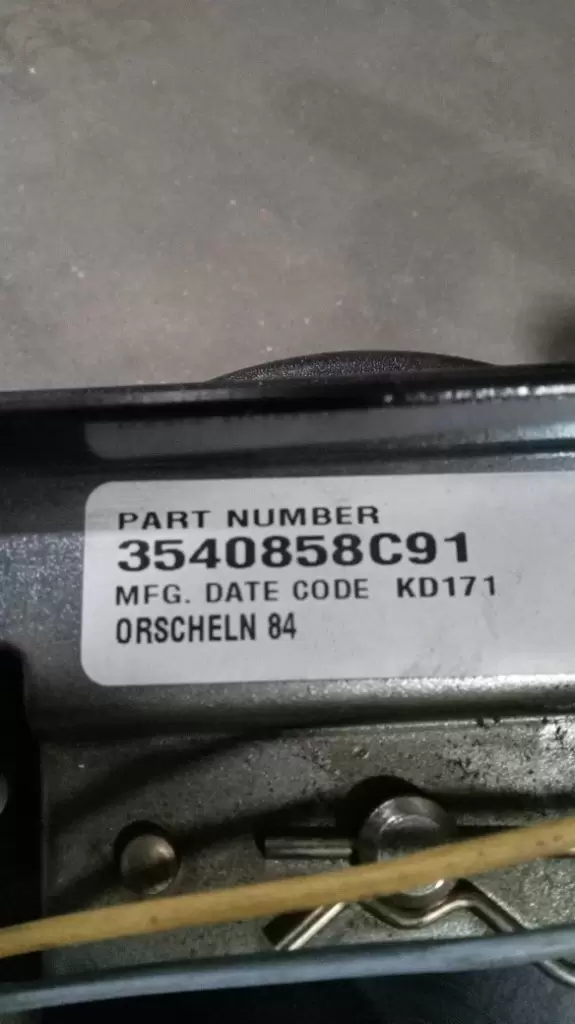 PART NUMBER
3540858C91
MFG. DATE CODE KD171
ORSCHELN 84